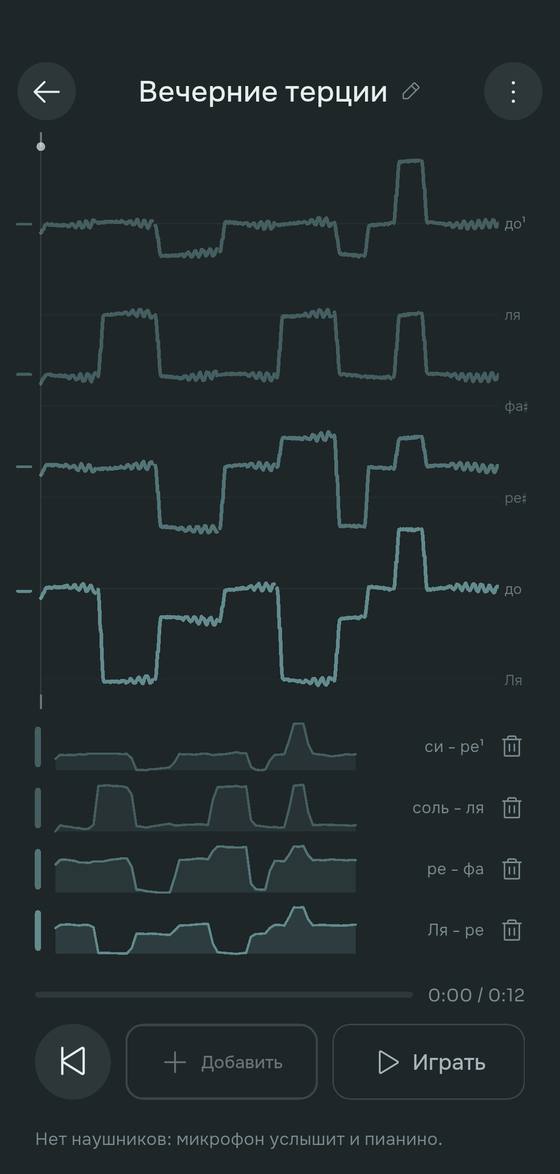 Вечерние терции
до¹
ля
фа♯
ре♯
до
Ля
си – ре¹
соль – ля
ре – фа
Ля – ре
0:00 / 0:12
Добавить
Играть
Нет наушников: микрофон услышит и пианино.